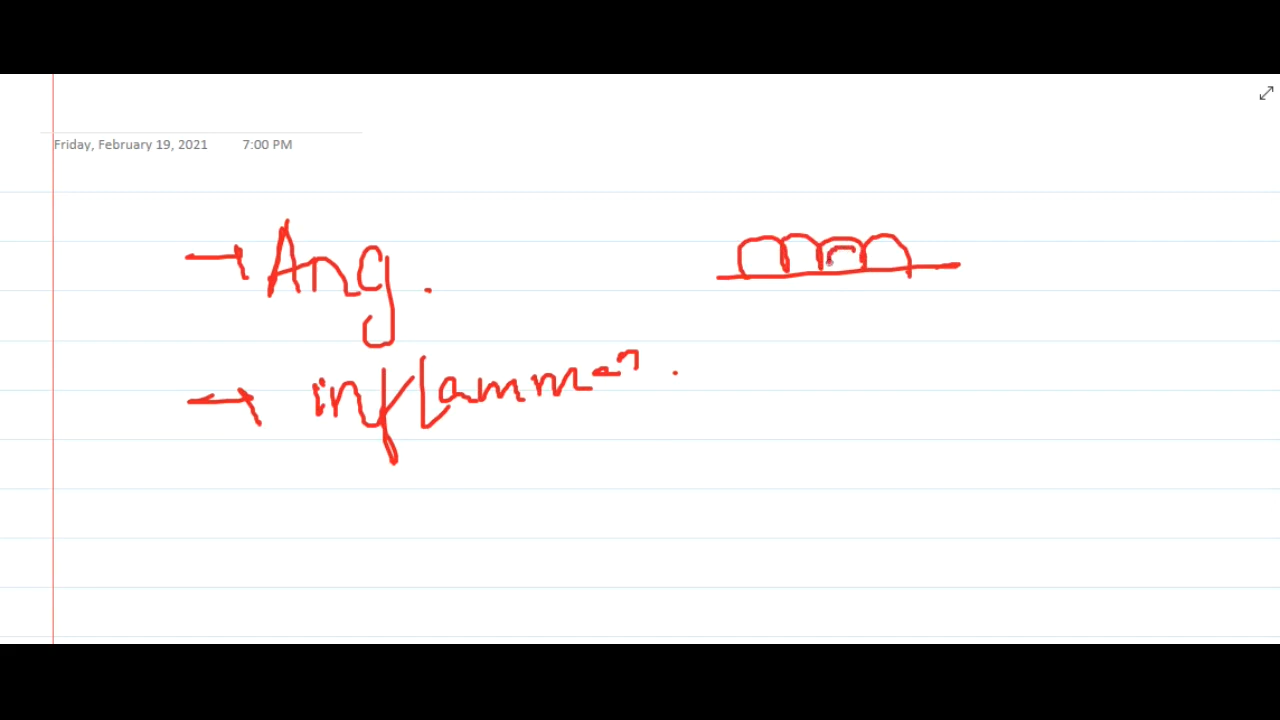 Friday, February 19, 2021 7:00 PM
→ Ang.
→ inflammⁿ.